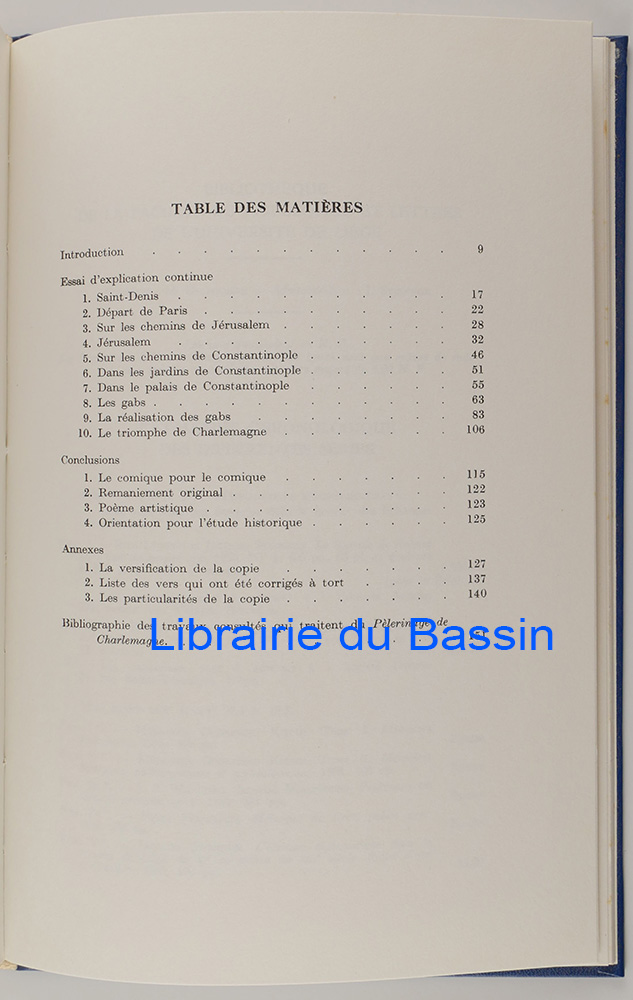 TABLE DES MATIÈRES
Introduction . . . . . . . . . . . . 9
Essai d'explication continue
1. Saint-Denis . . . . . . . . . . . 17
2. Départ de Paris . . . . . . . . . . 22
3. Sur les chemins de Jérusalem . . . . . . . 28
4. Jérusalem . . . . . . . . . . . 32
5. Sur les chemins de Constantinople . . . . . . 46
6. Dans les jardins de Constantinople . . . . . . 51
7. Dans le palais de Constantinople . . . . . . 55
8. Les gabs . . . . . . . . . . . . 63
9. La réalisation des gabs . . . . . . . . 83
10. Le triomphe de Charlemagne . . . . . . . 106
Conclusions
1. Le comique pour le comique . . . . . . . 115
2. Remaniement original . . . . . . . . . 122
3. Poème artistique . . . . . . . . . . 123
4. Orientation pour l'étude historique . . . . . . 125
Annexes
1. La versification de la copie . . . . . . . 127
2. Liste des vers qui ont été corrigés à tort . . . . 137
3. Les particularités de la copie . . . . . . . 140
Bibliographie des travaux consultés qui traitent du Pèlerinage de
Charlemagne. . . .
Librairie du Bassin